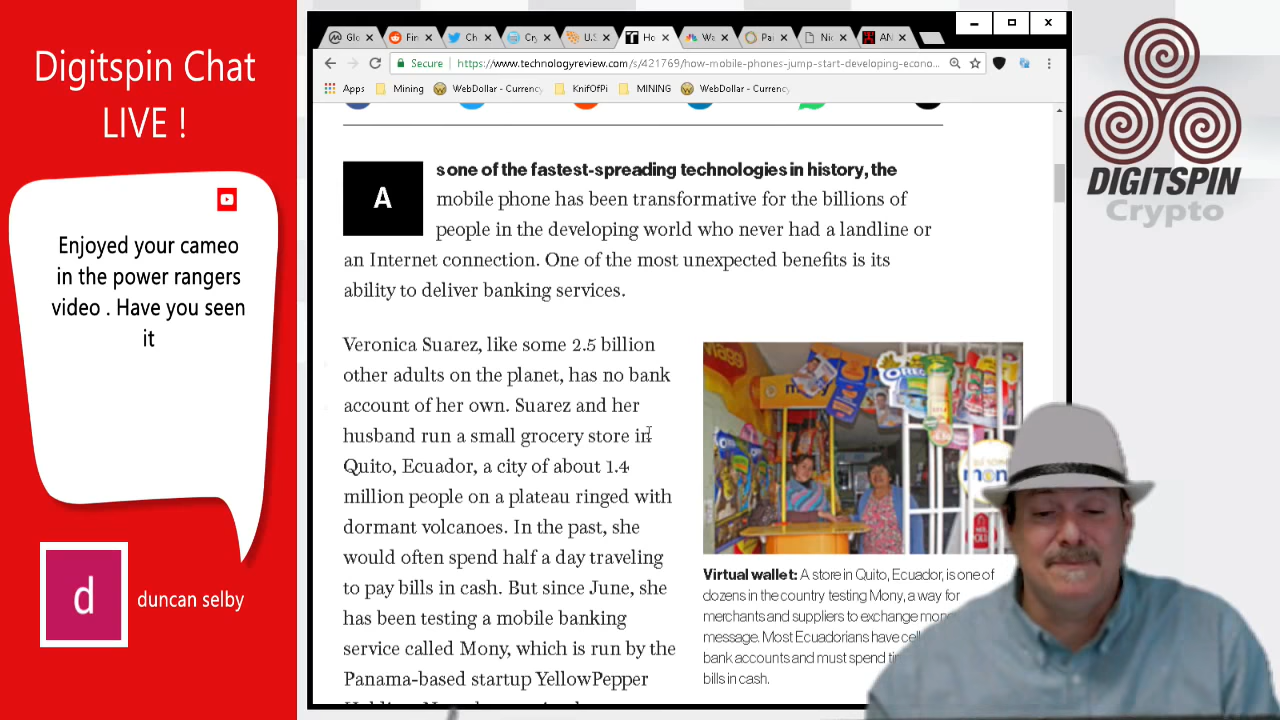 Digitspin Chat
LIVE !
Enjoyed your cameo
in the power rangers
video . Have you seen
it
d
duncan selby
Glo
Fin
Ch
Cry
U.S
Ho
Wa
Pai
Nic
AN
Secure
https://www.technologyreview.com/s/421769/how-mobile-phones-jump-start-developing-econo...
Apps
Mining
WebDollar - Currency
KnifOfPi
MINING
WebDollar - Currency
A
s one of the fastest-spreading technologies in history, the
mobile phone has been transformative for the billions of
people in the developing world who never had a landline or
an Internet connection. One of the most unexpected benefits is its
ability to deliver banking services.
Veronica Suarez, like some 2.5 billion
other adults on the planet, has no bank
account of her own. Suarez and her
husband run a small grocery store in
Quito, Ecuador, a city of about 1.4
million people on a plateau ringed with
dormant volcanoes. In the past, she
would often spend half a day traveling
to pay bills in cash. But since June, she
has been testing a mobile banking
service called Mony, which is run by the
Panama-based startup YellowPepper
OREO
Virtual wallet: A store in Quito, Ecuador, is one of
dozens in the country testing Mony, a way for
merchants and suppliers to exchange
message. Most Ecuadorians have
bank accounts and must spend
bills in cash.
DIGITSPIN
Crypto